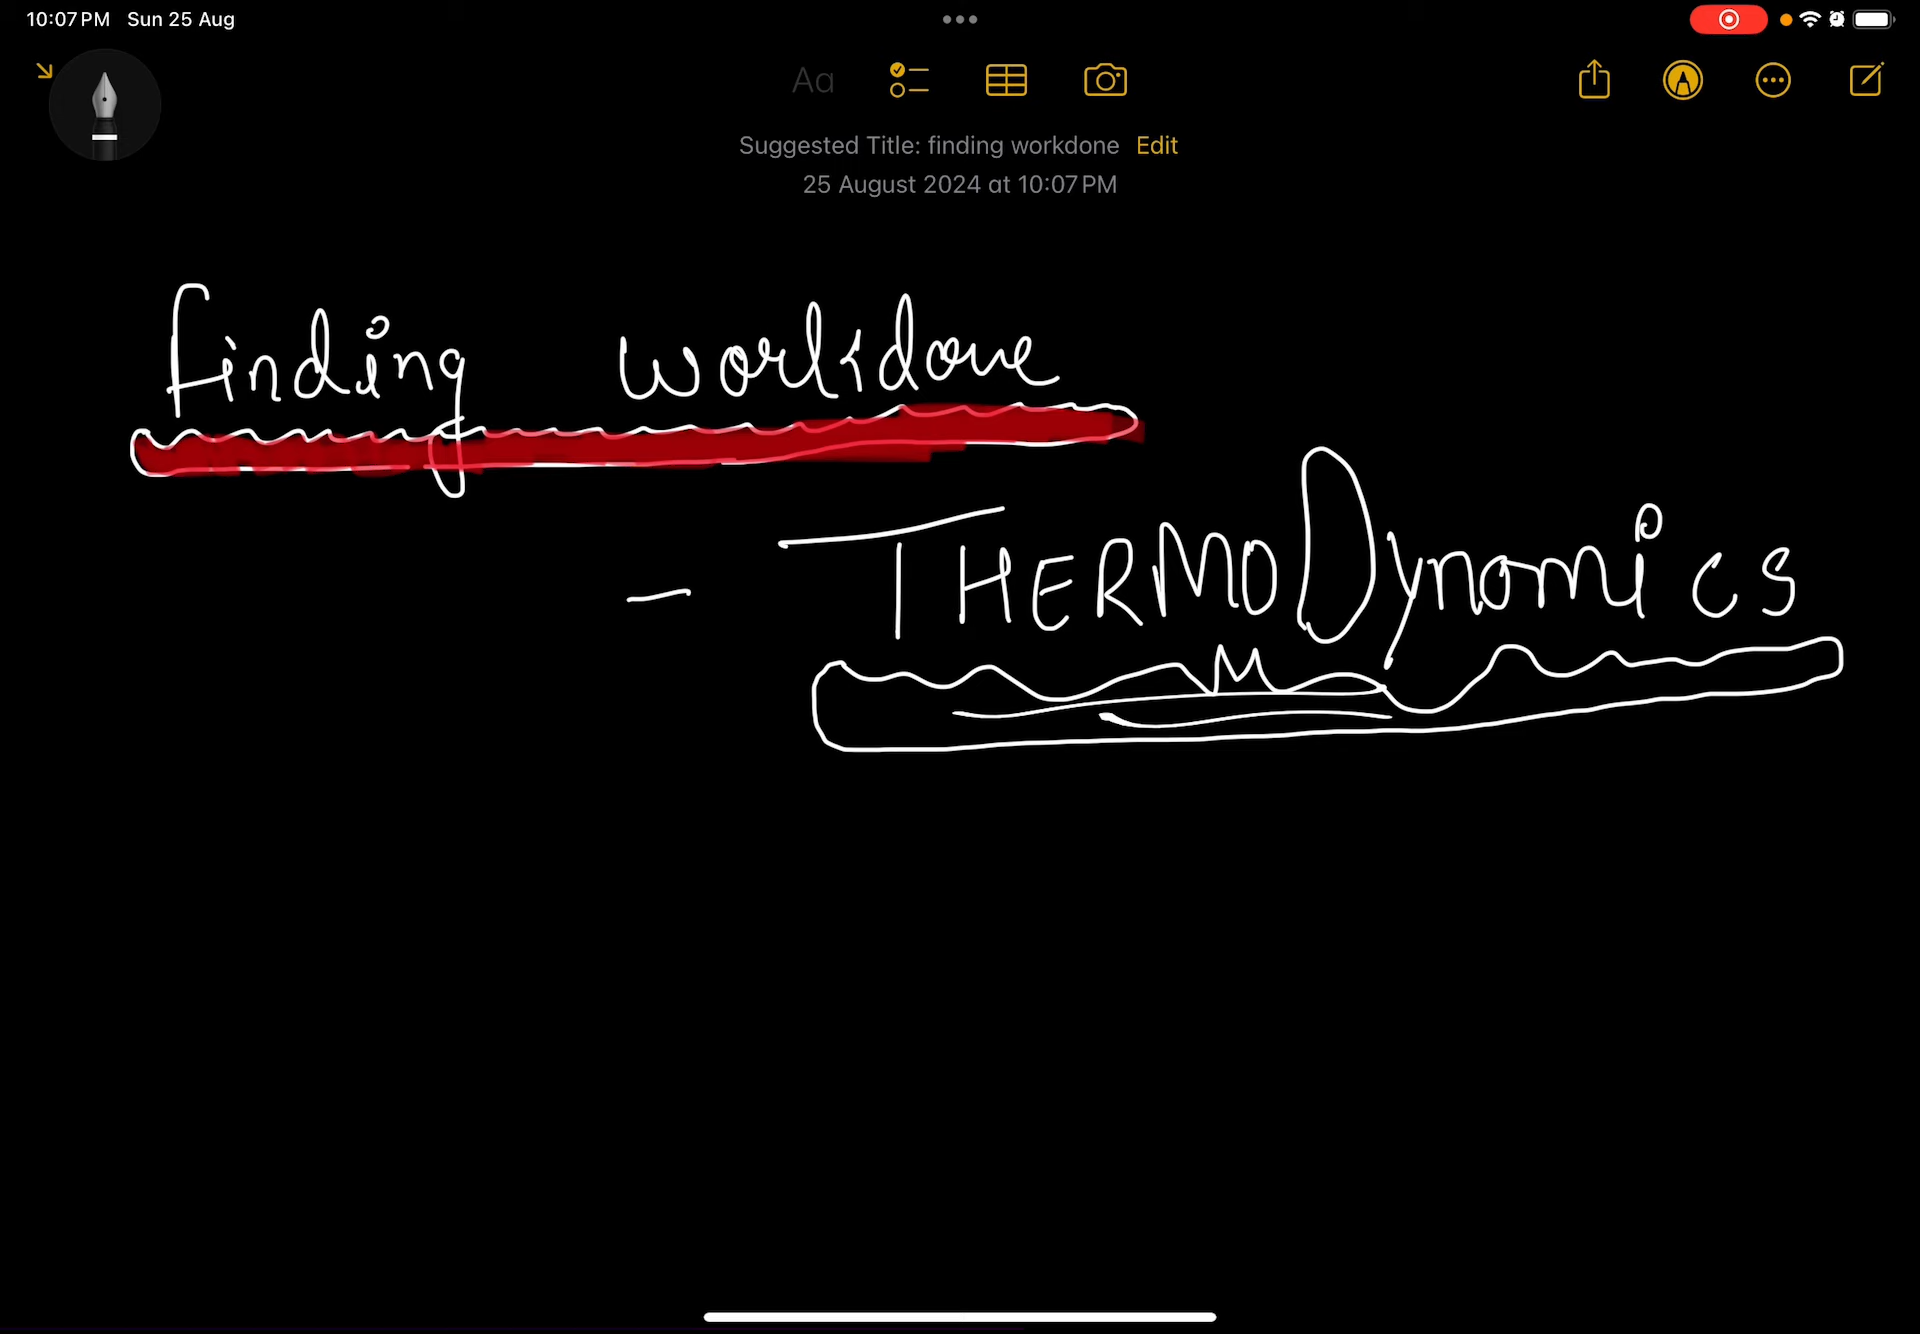 10:07 PM Sun 25 Aug
Aa
Suggested Title: finding workdone Edit
25 August 2024 at 10:07 PM
finding workdone
- THERMODynamics